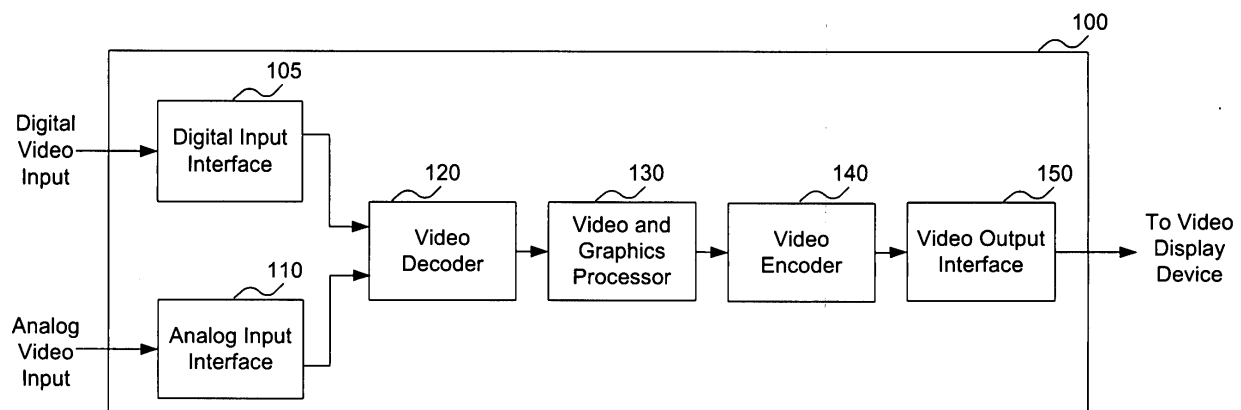 100
105
Digital
Video
Input
Digital Input
Interface
120
Video
Decoder
130
Video and
Graphics
Processor
140
Video
Encoder
150
Video Output
Interface
To Video
Display
Device
110
Analog
Video
Input
Analog Input
Interface